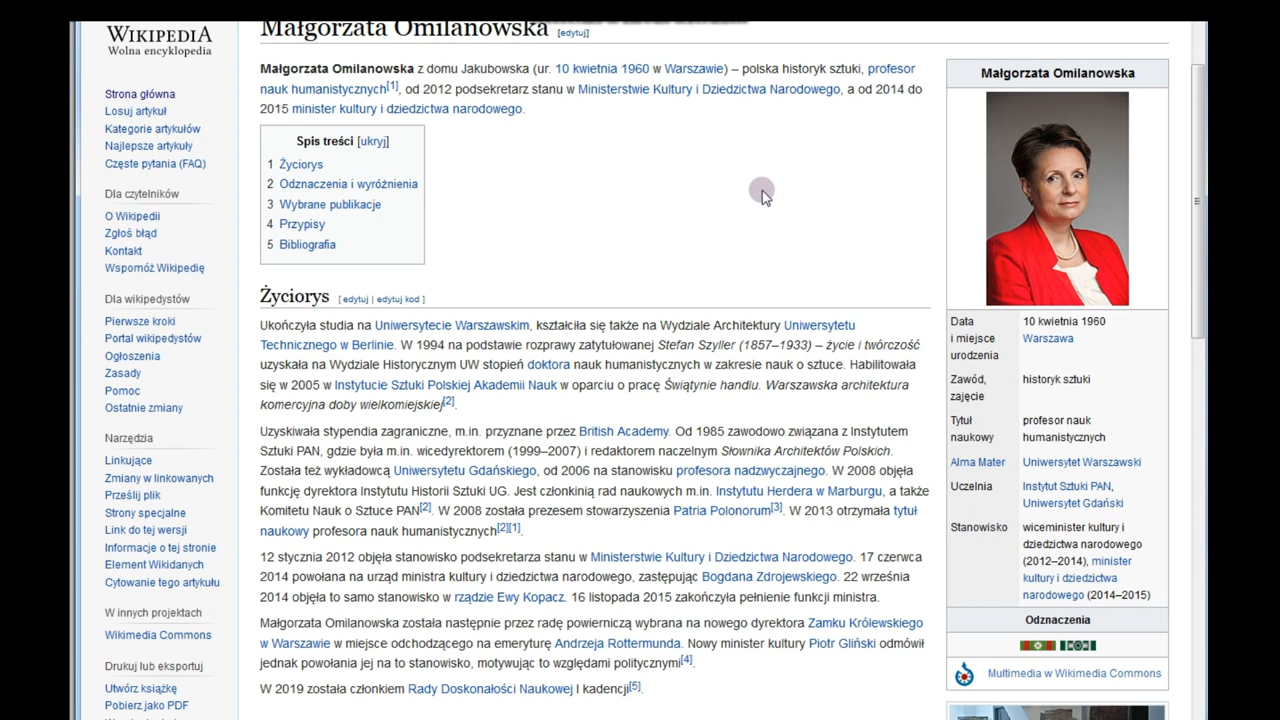 WIKIPEDIA
Wolna encyklopedia
Strona główna
Losuj artykuł
Kategorie artykułów
Najlepsze artykuły
Częste pytania (FAQ)
Dla czytelników
O Wikipedii
Zgłoś błąd
Kontakt
Wspomóż Wikipedię
Dla wikipedystów
Pierwsze kroki
Portal wikipedystów
Ogłoszenia
Zasady
Pomoc
Ostatnie zmiany
Narzędzia
Linkujące
Zmiany w linkowanych
Prześlij plik
Strony specjalne
Link do tej wersji
Informacje o tej stronie
Element Wikidanych
Cytowanie tego artykułu
W innych projektach
Wikimedia Commons
Drukuj lub eksportuj
Utwórz książkę
Pobierz jako PDF
Małgorzata Omilanowska [edytuj]
Małgorzata Omilanowska z domu Jakubowska (ur. 10 kwietnia 1960 w Warszawie) – polska historyk sztuki, profesor
nauk humanistycznych[1], od 2012 podsekretarz stanu w Ministerstwie Kultury i Dziedzictwa Narodowego, a od 2014 do
2015 minister kultury i dziedzictwa narodowego.
Spis treści [ukryj]
1 Życiorys
2 Odznaczenia i wyróżnienia
3 Wybrane publikacje
4 Przypisy
5 Bibliografia
Życiorys [ edytuj | edytuj kod ]
Ukończyła studia na Uniwersytecie Warszawskim, kształciła się także na Wydziale Architektury Uniwersytetu
Technicznego w Berlinie. W 1994 na podstawie rozprawy zatytułowanej Stefan Szyller (1857–1933) – życie i twórczość
uzyskała na Wydziale Historycznym UW stopień doktora nauk humanistycznych w zakresie nauk o sztuce. Habilitowała
się w 2005 w Instytucie Sztuki Polskiej Akademii Nauk w oparciu o pracę Świątynie handlu. Warszawska architektura
komercyjna doby wielkomiejskiej[2].
Uzyskiwała stypendia zagraniczne, m.in. przyznane przez British Academy. Od 1985 zawodowo związana z Instytutem
Sztuki PAN, gdzie była m.in. wicedyrektorem (1999–2007) i redaktorem naczelnym Słownika Architektów Polskich.
Została też wykładowcą Uniwersytetu Gdańskiego, od 2006 na stanowisku profesora nadzwyczajnego. W 2008 objęła
funkcję dyrektora Instytutu Historii Sztuki UG. Jest członkinią rad naukowych m.in. Instytutu Herdera w Marburgu, a także
Komitetu Nauk o Sztuce PAN[2]. W 2008 została prezesem stowarzyszenia Patria Polonorum[3]. W 2013 otrzymała tytuł
naukowy profesora nauk humanistycznych[2][1].
12 stycznia 2012 objęła stanowisko podsekretarza stanu w Ministerstwie Kultury i Dziedzictwa Narodowego. 17 czerwca
2014 powołana na urząd ministra kultury i dziedzictwa narodowego, zastępując Bogdana Zdrojewskiego. 22 września
2014 objęła to samo stanowisko w rządzie Ewy Kopacz. 16 listopada 2015 zakończyła pełnienie funkcji ministra.
Małgorzata Omilanowska została następnie przez radę powierniczą wybrana na nowego dyrektora Zamku Królewskiego
w Warszawie w miejsce odchodzącego na emeryturę Andrzeja Rottermunda. Nowy minister kultury Piotr Gliński odmówił
jednak powołania jej na to stanowisko, motywując to względami politycznymi[4].
W 2019 została członkiem Rady Doskonałości Naukowej I kadencji[5].
Małgorzata Omilanowska
Data
i miejsce
urodzenia
10 kwietnia 1960
Warszawa
Zawód,
zajęcie
historyk sztuki
Tytuł
naukowy
profesor nauk
humanistycznych
Alma Mater
Uniwersytet Warszawski
Uczelnia
Instytut Sztuki PAN,
Uniwersytet Gdański
Stanowisko
wiceminister kultury i
dziedzictwa narodowego
(2012–2014), minister
kultury i dziedzictwa
narodowego (2014–2015)
Odznaczenia
Multimedia w Wikimedia Commons